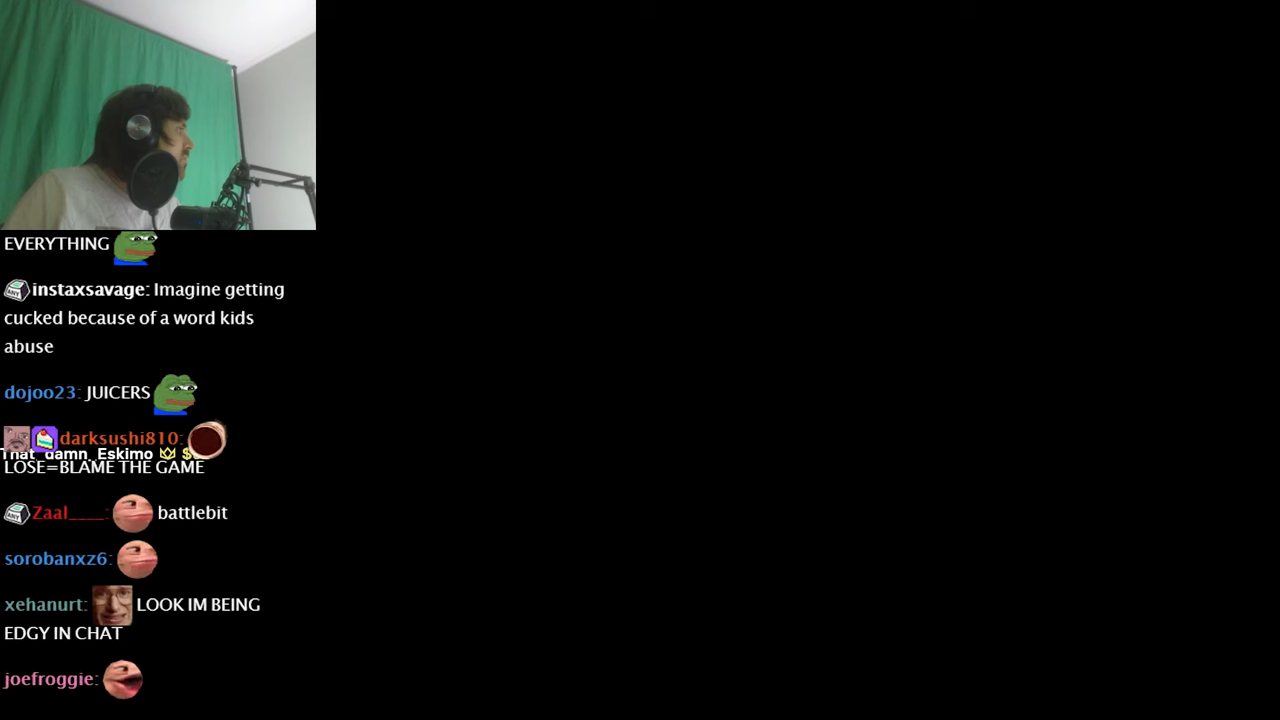 EVERYTHING
instaxsavage: Imagine getting
cucked because of a word kids
abuse
dojoo23: JUICERS
darksushi810:
That_damn_Eskimo
LOSE=BLAME THE GAME
Zaal____: battlebit
sorobanxz6:
xehanurt: LOOK IM BEING
EDGY IN CHAT
joefroggie: